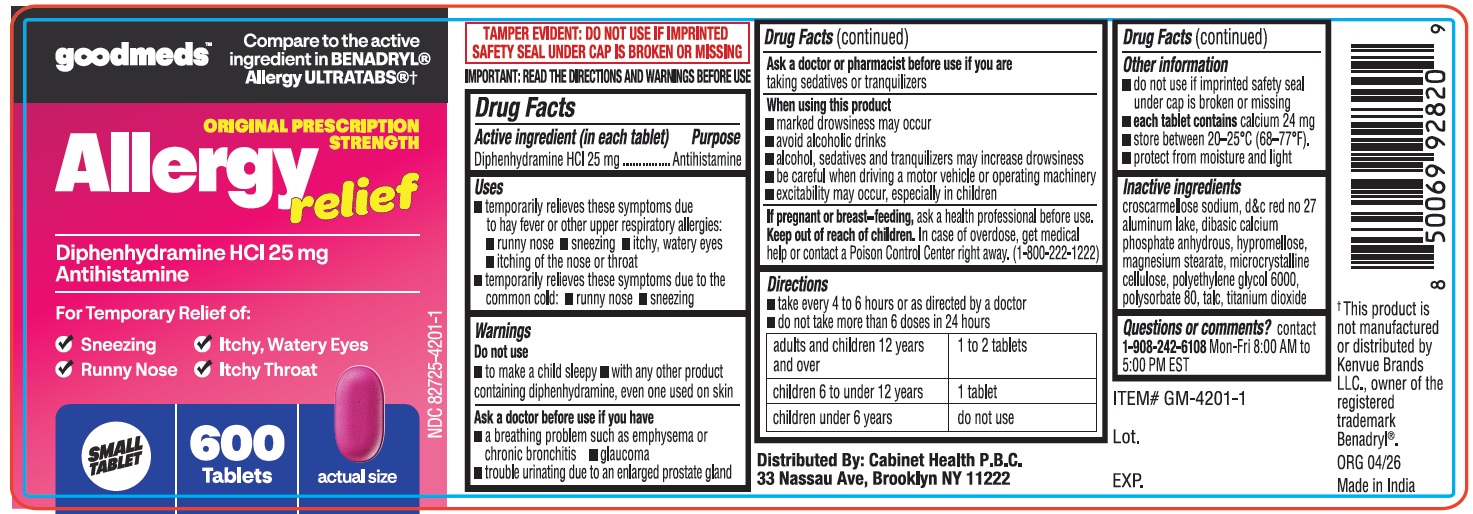 goodmeds™
Compare to the active
ingredient in BENADRYL®
Allergy ULTRATABS®†
ORIGINAL PRESCRIPTION
STRENGTH
Allergy
relief
Diphenhydramine HCl 25 mg
Antihistamine
For Temporary Relief of:
Sneezing
Itchy, Watery Eyes
Runny Nose
Itchy Throat
SMALL
TABLET
600
Tablets
actual size
NDC 82725-4201-1
TAMPER EVIDENT: DO NOT USE IF IMPRINTED
SAFETY SEAL UNDER CAP IS BROKEN OR MISSING
IMPORTANT: READ THE DIRECTIONS AND WARNINGS BEFORE USE
Drug Facts
Active ingredient (in each tablet) Purpose
Diphenhydramine HCl 25 mg ............... Antihistamine
Uses
■ temporarily relieves these symptoms due
to hay fever or other upper respiratory allergies:
■ runny nose ■ sneezing ■ itchy, watery eyes
■ itching of the nose or throat
■ temporarily relieves these symptoms due to the
common cold: ■ runny nose ■ sneezing
Warnings
Do not use
■ to make a child sleepy ■ with any other product
containing diphenhydramine, even one used on skin
Ask a doctor before use if you have
■ a breathing problem such as emphysema or
chronic bronchitis ■ glaucoma
■ trouble urinating due to an enlarged prostate gland
Drug Facts (continued)
Ask a doctor or pharmacist before use if you are
taking sedatives or tranquilizers
When using this product
■ marked drowsiness may occur
■ avoid alcoholic drinks
■ alcohol, sedatives and tranquilizers may increase drowsiness
■ be careful when driving a motor vehicle or operating machinery
■ excitability may occur, especially in children
If pregnant or breast–feeding, ask a health professional before use.
Keep out of reach of children. In case of overdose, get medical
help or contact a Poison Control Center right away. (1-800-222-1222)
Directions
■ take every 4 to 6 hours or as directed by a doctor
■ do not take more than 6 doses in 24 hours
adults and children 12 years
and over
1 to 2 tablets
children 6 to under 12 years
1 tablet
children under 6 years
do not use
Distributed By: Cabinet Health P.B.C.
33 Nassau Ave, Brooklyn NY 11222
Drug Facts (continued)
Other information
■ do not use if imprinted safety seal
under cap is broken or missing
■ each tablet contains calcium 24 mg
■ store between 20–25°C (68–77°F).
■ protect from moisture and light
Inactive ingredients
croscarmellose sodium, d&c red no 27
aluminum lake, dibasic calcium
phosphate anhydrous, hypromellose,
magnesium stearate, microcrystalline
cellulose, polyethylene glycol 6000,
polysorbate 80, talc, titanium dioxide
Questions or comments? contact
1-908-242-6108 Mon-Fri 8:00 AM to
5:00 PM EST
ITEM# GM-4201-1
Lot.
EXP.
8 50069 92820 9
† This product is
not manufactured
or distributed by
Kenvue Brands
LLC., owner of the
registered
trademark
Benadryl®.
ORG 04/26
Made in India